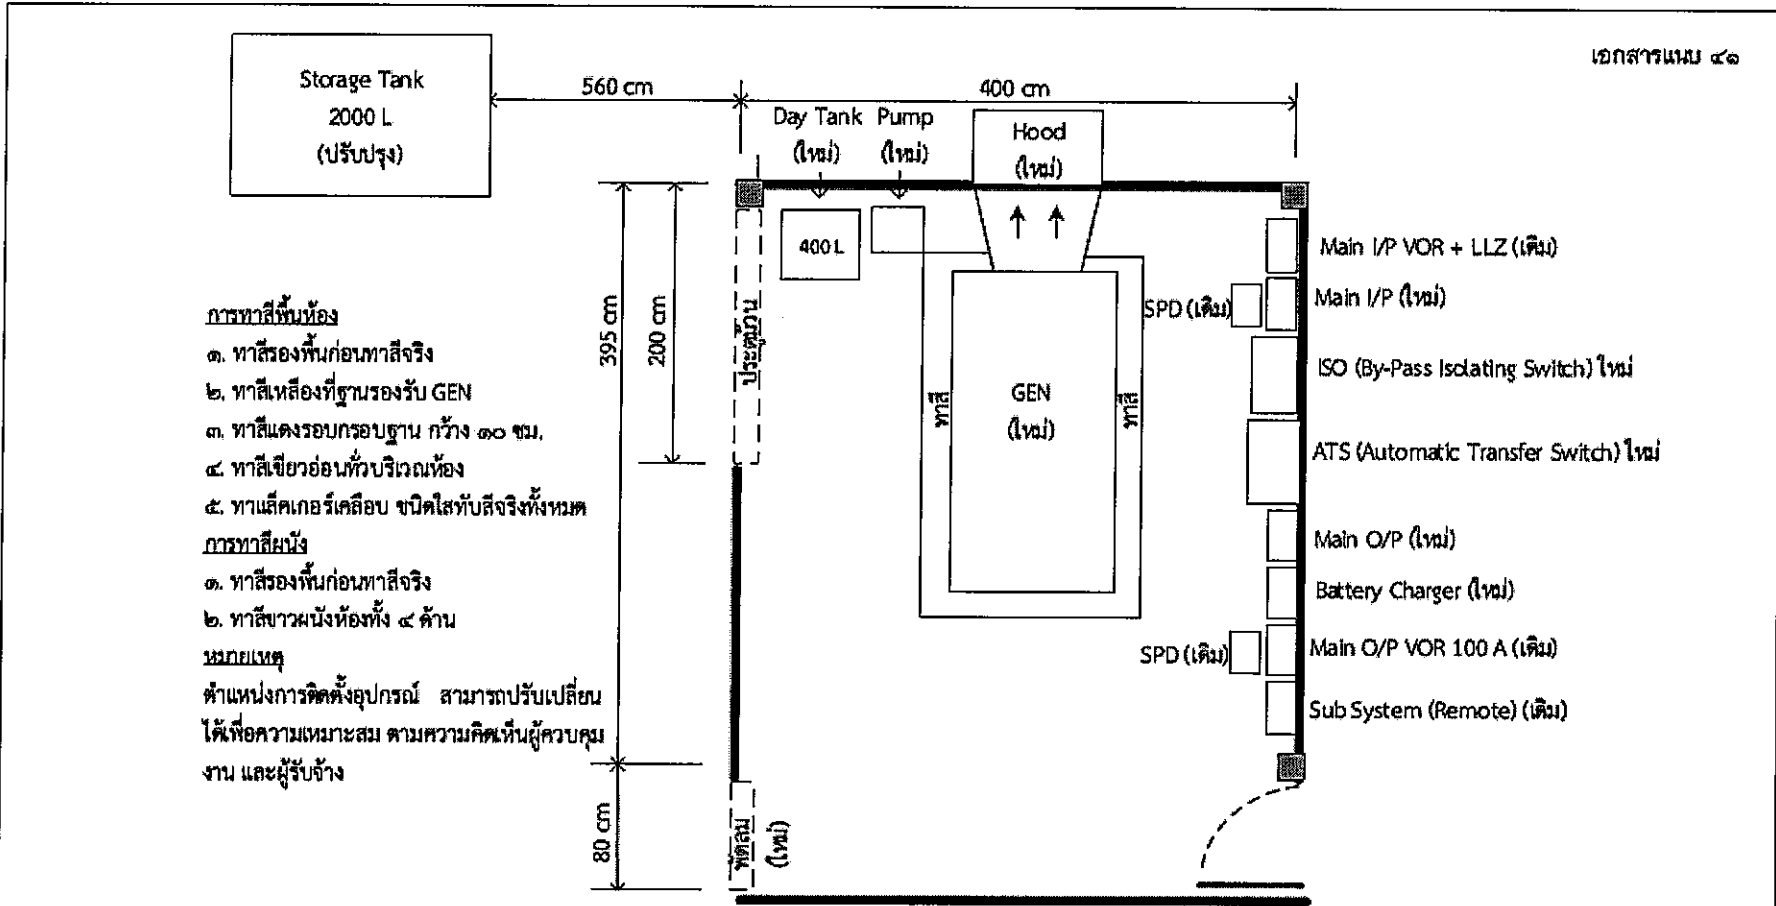 เอกสารแนบ ๔๑
Storage Tank
2000 L
(ปรับปรุง)
560 cm
400 cm
Day Tank
(ใหม่)
Pump
(ใหม่)
Hood
(ใหม่)
400 L
395 cm
200 cm
ประตูม้วน
80 cm
พัดลม
(ใหม่)
ทาสี
GEN
(ใหม่)
ทาสี
Main I/P VOR + LLZ (เดิม)
SPD (เดิม)
Main I/P (ใหม่)
ISO (By-Pass Isolating Switch) ใหม่
ATS (Automatic Transfer Switch) ใหม่
Main O/P (ใหม่)
Battery Charger (ใหม่)
SPD (เดิม)
Main O/P VOR 100 A (เดิม)
Sub System (Remote) (เดิม)
การทาสีพื้นห้อง
๑. ทาสีรองพื้นก่อนทาสีจริง
๒. ทาสีเหลืองที่ฐานรองรับ GEN
๓. ทาสีแดงรอบกรอบฐาน กว้าง ๑๐ ซม.
๔. ทาสีเขียวอ่อนทั่วบริเวณห้อง
๕. ทาแล็คเกอร์เคลือบ ชนิดใสทับสีจริงทั้งหมด
การทาสีผนัง
๑. ทาสีรองพื้นก่อนทาสีจริง
๒. ทาสีขาวผนังห้องทั้ง ๔ ด้าน
หมายเหตุ
ตำแหน่งการติดตั้งอุปกรณ์ สามารถปรับเปลี่ยน
ได้เพื่อความเหมาะสม ตามความคิดเห็นผู้ควบคุม
งาน และผู้รับจ้าง